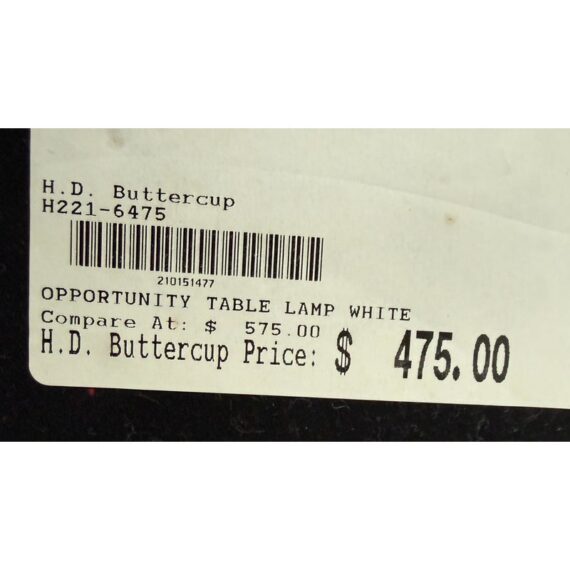 H.D. Buttercup
H221-6475
210151477
OPPORTUNITY TABLE LAMP WHITE
Compare At: $ 575.00
H.D. Buttercup Price: $ 475.00